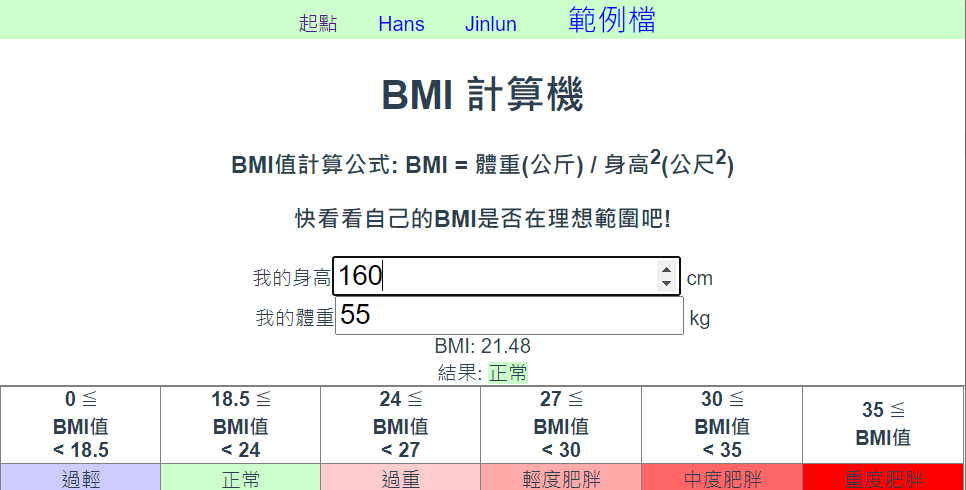 起點 Hans Jinlun 範例檔
BMI 計算機
BMI值計算公式: BMI = 體重(公斤) / 身高²(公尺²)
快看看自己的BMI是否在理想範圍吧!
我的身高 160 cm
我的體重 55 kg
BMI: 21.48
結果: 正常
0 ≦ 18.5 ≦ 24 ≦ 27 ≦ 30 ≦ 35 ≦
BMI值 BMI值 BMI值 BMI值 BMI值 BMI值
< 18.5 < 24 < 27 < 30 < 35
過輕 正常 過重 輕度肥胖 中度肥胖 重度肥胖